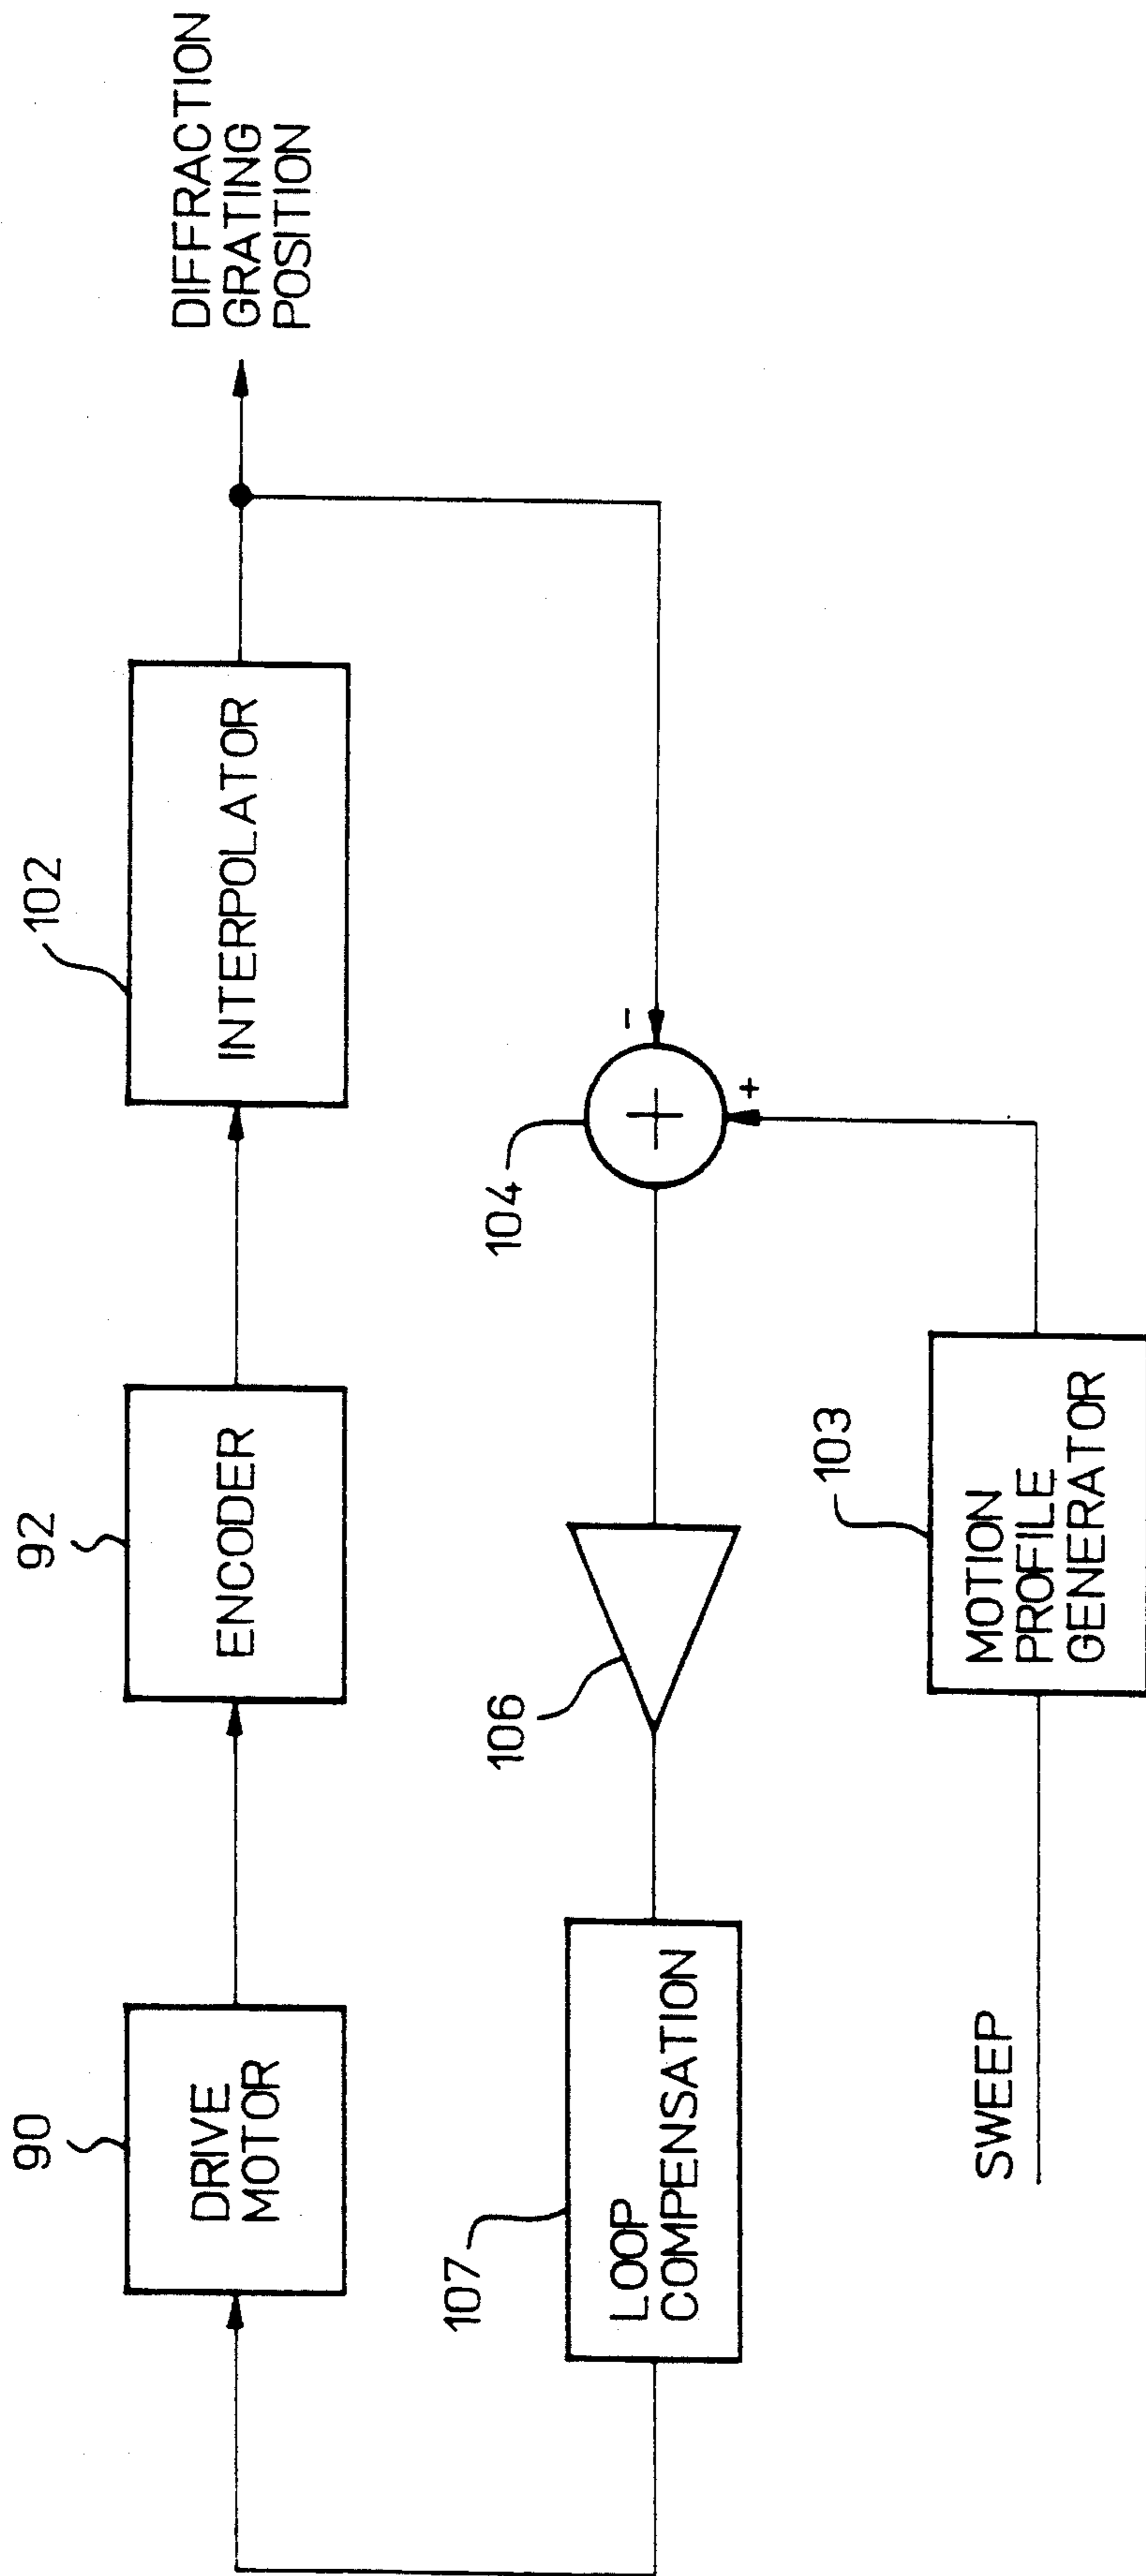 90
DRIVE
MOTOR
92
ENCODER
102
INTERPOLATOR
DIFFRACTION
GRATING
POSITION
107
LOOP
COMPENSATION
106
104
-
+
+
SWEEP
103
MOTION
PROFILE
GENERATOR